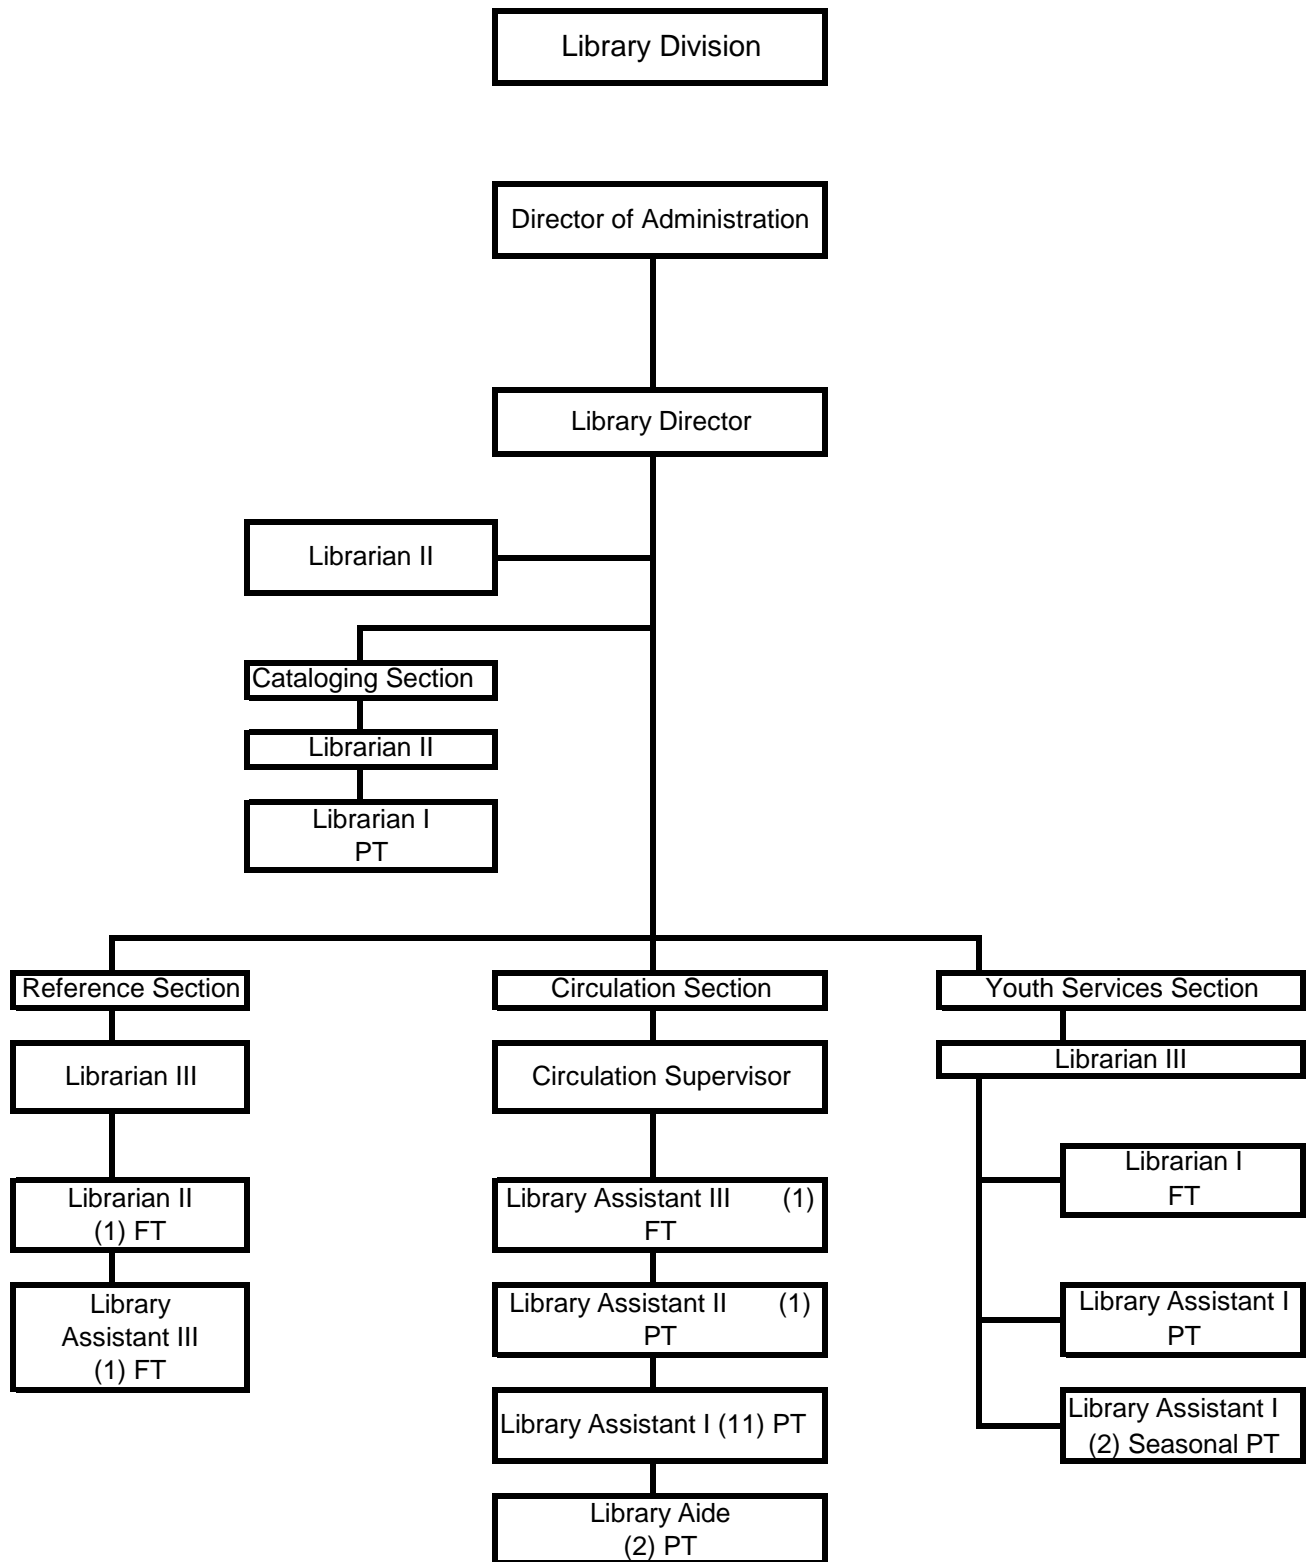 Library Division
Director of Administration
Library Director
Librarian II
Cataloging Section
Librarian II
Librarian I
PT
Reference Section
Librarian III
Librarian II
(1) FT
Library
Assistant III
(1) FT
Circulation Section
Circulation Supervisor
Library Assistant III (1)
FT
Library Assistant II (1)
PT
Library Assistant I (11) PT
Library Aide
(2) PT
Youth Services Section
Librarian III
Librarian I
FT
Library Assistant I
PT
Library Assistant I
(2) Seasonal PT